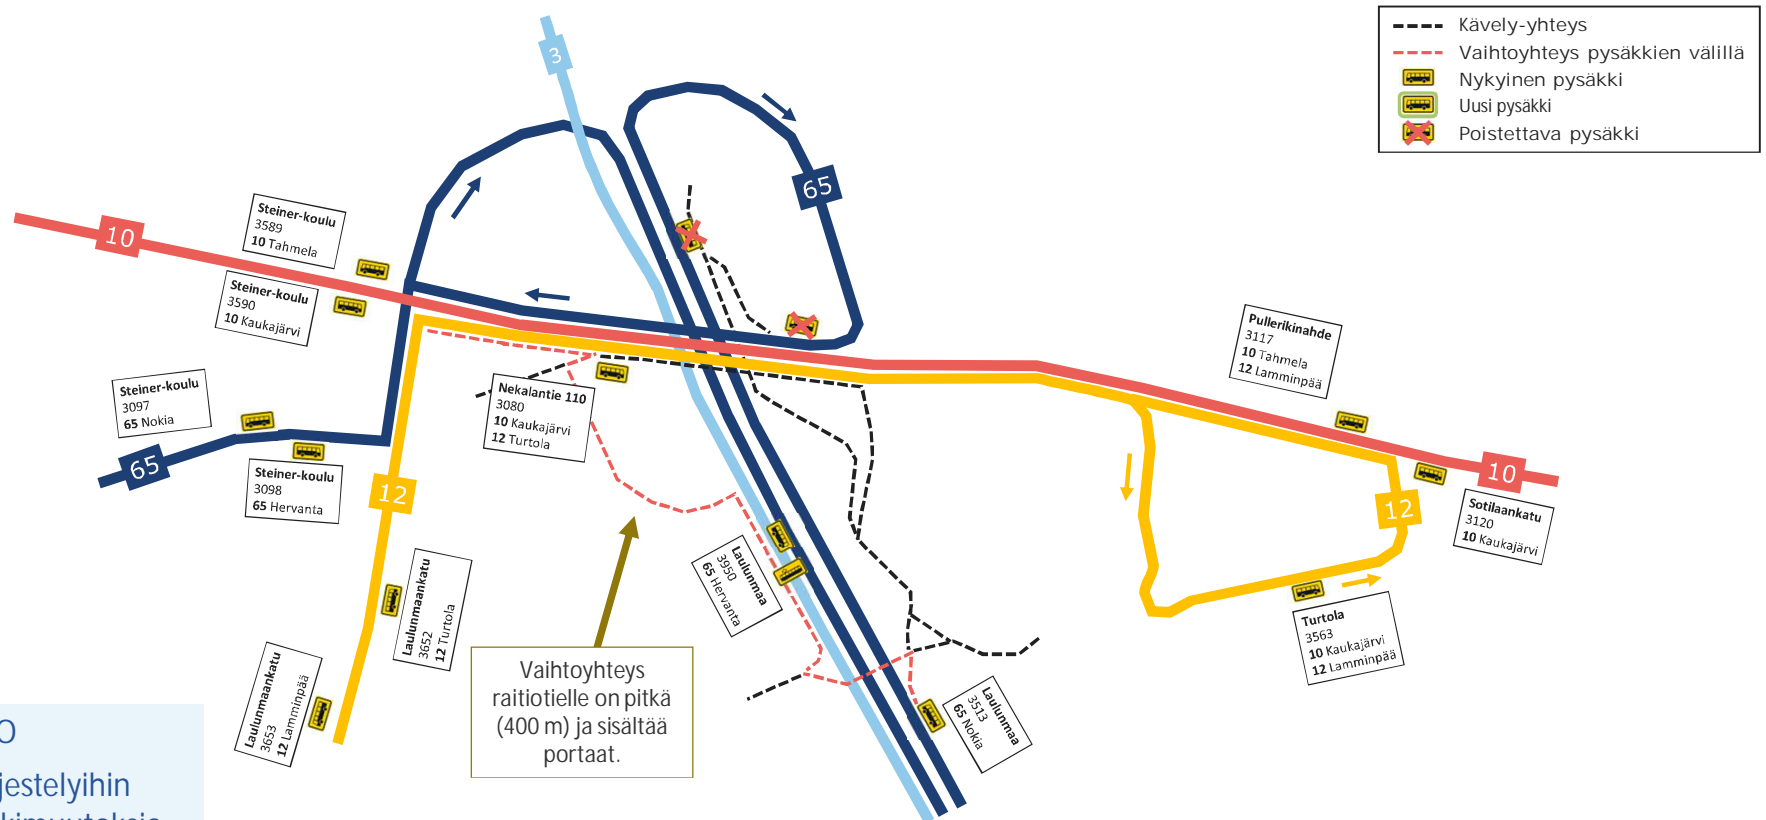 Kävely-yhteys
Vaihtoyhteys pysäkkien välillä
Nykyinen pysäkki
Uusi pysäkki
Poistettava pysäkki
3
65
10
Steiner-koulu
3589
10 Tahmela
Steiner-koulu
3590
10 Kaukajärvi
Pullerikinahde
3117
10 Tahmela
12 Lamminpää
Steiner-koulu
3097
65 Nokia
Nekalantie 110
3080
10 Kaukajärvi
12 Turtola
65
Steiner-koulu
3098
65 Hervanta
12
10
12
Sotilaankatu
3120
10 Kaukajärvi
Laulunmaa
3950
65 Hervanta
Laulunmaankatu
3652
12 Turtola
Turtola
3563
10 Kaukajärvi
12 Lamminpää
Laulunmaankatu
3653
12 Lamminpää
Vaihtoyhteys
raitiotielle on pitkä
(400 m) ja sisältää
portaat.
Laulunmaa
3513
65 Nokia
O
jestelyihin